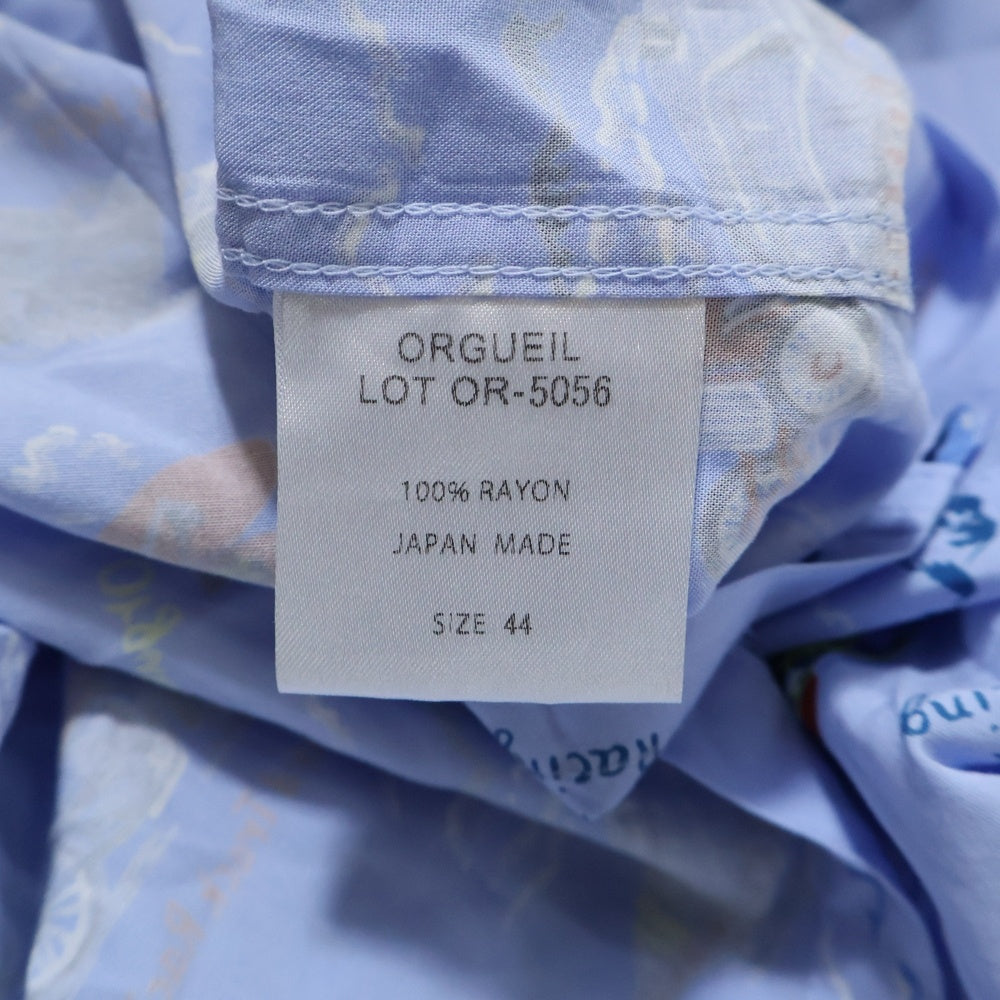 ORGUEIL
LOT OR-5056
100% RAYON
JAPAN MADE
SIZE 44